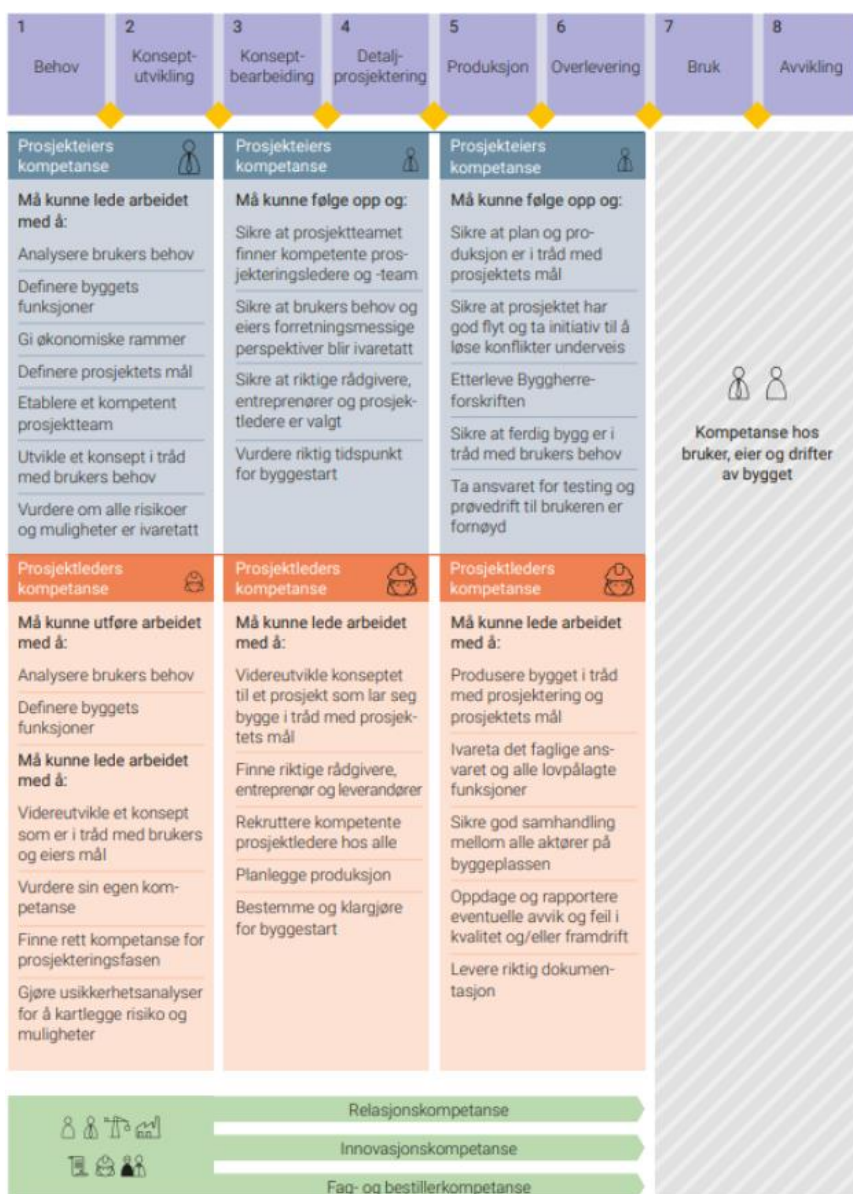 1
Behov
2
Konsept-
utvikling
3
Konsept-
bearbeiding
4
Detalj-
prosjektering
5
Produksjon
6
Overlevering
7
Bruk
8
Avvikling
Prosjekteiers
kompetanse
Må kunne lede arbeidet
med å:
Analysere brukers behov
Definere byggets
funksjoner
Gi økonomiske rammer
Definere prosjektets mål
Etablere et kompetent
prosjektteam
Utvikle et konsept i tråd
med brukers behov
Vurdere om alle risikoer
og muligheter er ivaretatt
Prosjekteiers
kompetanse
Må kunne følge opp og:
Sikre at prosjektteamet
finner kompetente pros-
jekteringsledere og -team
Sikre at brukers behov og
eiers forretningsmessige
perspektiver blir ivaretatt
Sikre at riktige rådgivere,
entreprenører og prosjek-
tledere er valgt
Vurdere riktig tidspunkt
for byggestart
Prosjekteiers
kompetanse
Må kunne følge opp og:
Sikre at plan og pro-
duksjon er i tråd med
prosjektets mål
Sikre at prosjektet har
god flyt og ta initiativ til å
løse konflikter underveis
Etterleve Byggherre-
forskriften
Sikre at ferdig bygg er i
tråd med brukers behov
Ta ansvaret for testing og
prøvedrift til brukeren er
fornøyd
Kompetanse hos
bruker, eier og drifter
av bygget
Prosjektleders
kompetanse
Må kunne utføre arbeidet
med å:
Analysere brukers behov
Definere byggets
funksjoner
Må kunne lede arbeidet
med å:
Videreutvikle et konsept
som er i tråd med brukers
og eiers mål
Vurdere sin egen kom-
petanse
Finne rett kompetanse for
prosjekteringsfasen
Gjøre usikkerhetsanalyser
for å kartlegge risiko og
muligheter
Prosjektleders
kompetanse
Må kunne lede arbeidet
med å:
Videreutvikle konseptet
til et prosjekt som lar seg
bygge i tråd med prosjek-
tets mål
Finne riktige rådgivere,
entreprenør og leverandører
Rekruttere kompetente
prosjektledere hos alle
Planlegge produksjon
Bestemme og klargjøre
for byggestart
Prosjektleders
kompetanse
Må kunne lede arbeidet
med å:
Produsere bygget i tråd
med prosjektering og
prosjektets mål
Ivareta det faglige ans-
varet og alle lovpålagte
funksjoner
Sikre god samhandling
mellom alle aktører på
byggeplassen
Oppdage og rapportere
eventuelle avvik og feil i
kvalitet og/eller framdrift
Levere riktig dokumen-
tasjon
Relasjonskompetanse
Innovasjonskompetanse
Fag- og bestillerkompetanse